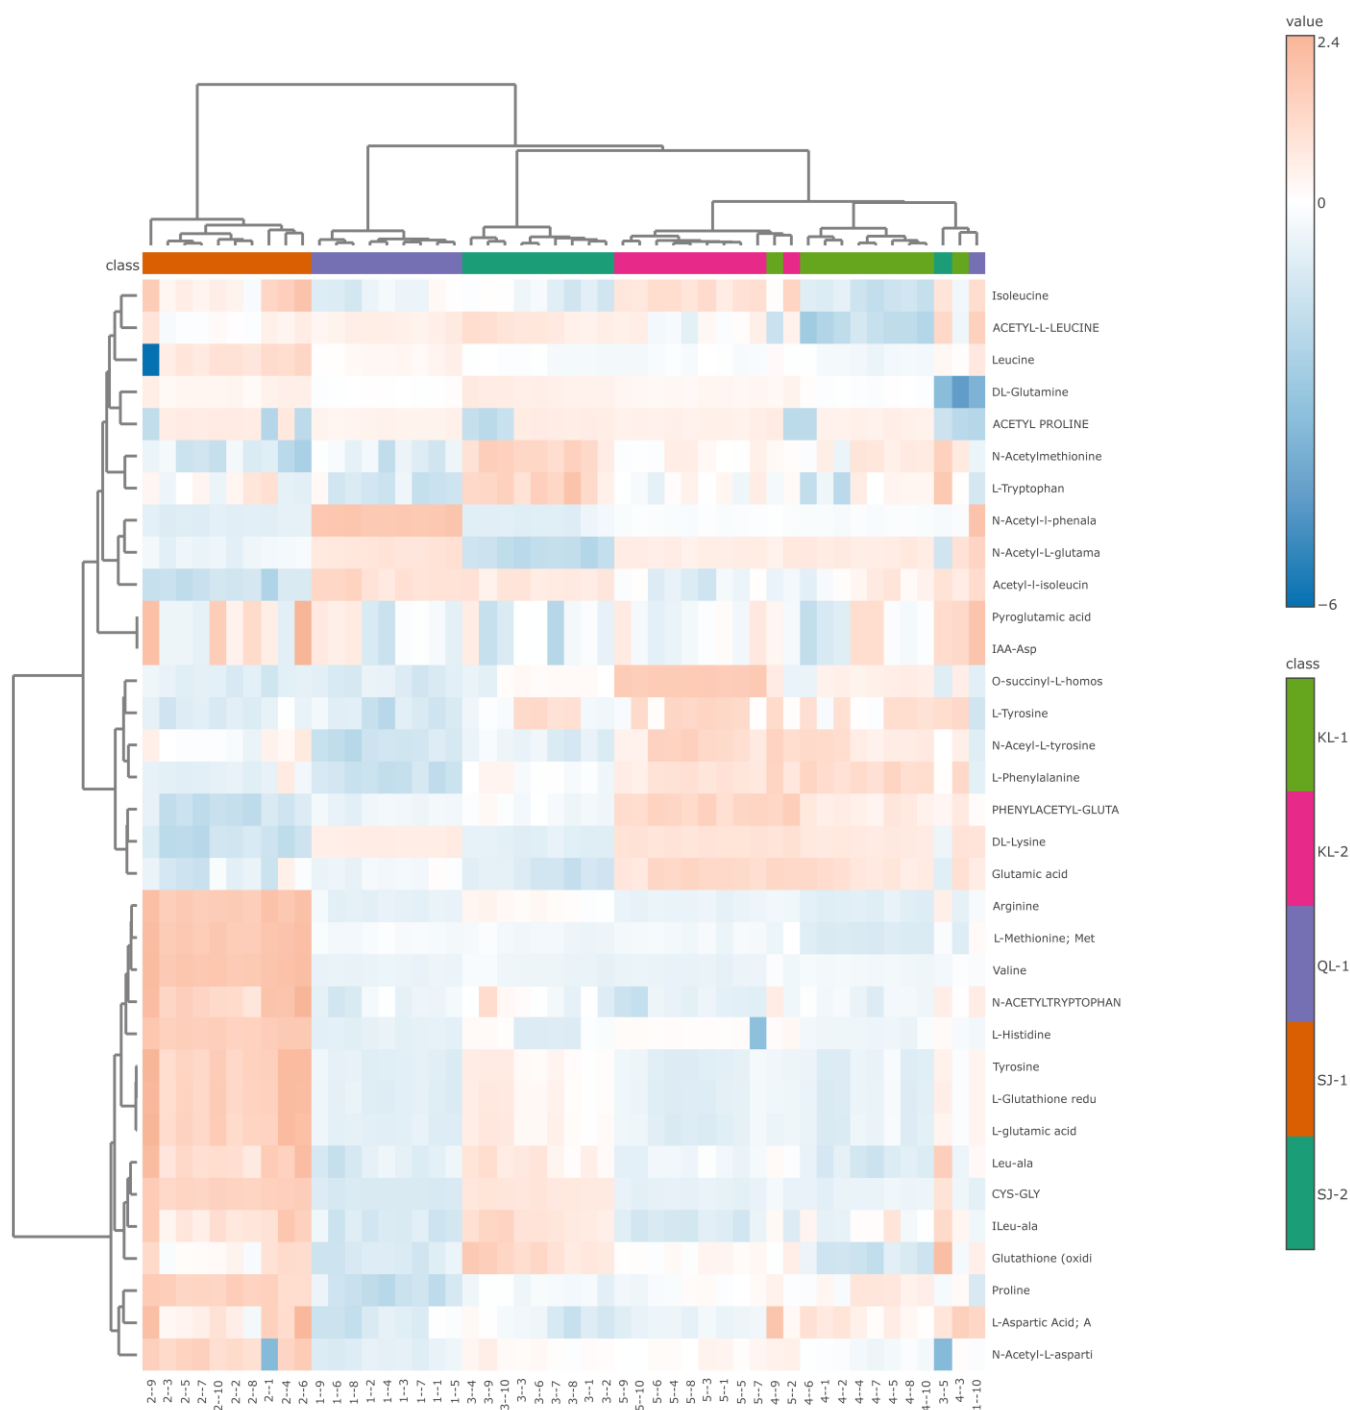 value
2.4
0
−6
class
Isoleucine
ACETYL-L-LEUCINE
Leucine
DL-Glutamine
ACETYL PROLINE
N-Acetylmethionine
L-Tryptophan
N-Acetyl-l-phenala
N-Acetyl-L-glutama
Acetyl-l-isoleucin
Pyroglutamic acid
IAA-Asp
O-succinyl-L-homos
L-Tyrosine
N-Aceyl-L-tyrosine
L-Phenylalanine
PHENYLACETYL-GLUTA
DL-Lysine
Glutamic acid
Arginine
L-Methionine; Met
Valine
N-ACETYLTRYPTOPHAN
L-Histidine
Tyrosine
L-Glutathione redu
L-glutamic acid
Leu-ala
CYS-GLY
ILeu-ala
Glutathione (oxidi
Proline
L-Aspartic Acid; A
N-Acetyl-L-asparti
class
KL-1
KL-2
QL-1
SJ-1
SJ-2
2--9
2--3
2--5
2--7
2--10
2--2
2--8
2--1
2--4
2--6
1--9
1--6
1--8
1--2
1--4
1--3
1--7
1--1
1--5
3--4
3--9
3--10
3--3
3--6
3--7
3--8
3--1
3--2
5--9
5--10
5--6
5--4
5--8
5--3
5--1
5--5
5--7
4--9
5--2
4--6
4--1
4--2
4--4
4--7
4--5
4--8
4--10
3--5
4--3
1--10